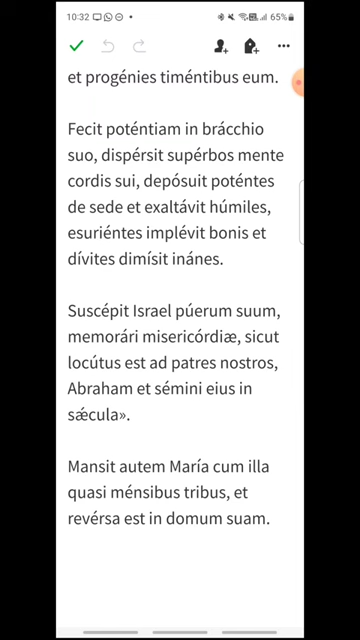 10:32
65%
et progénies timéntibus eum.
Fecit poténtiam in brácchio
suo, dispérsit supérbos mente
cordis sui, depósuit poténtes
de sede et exaltávit húmiles,
esuriéntes implévit bonis et
dívites dimísit inánes.
Suscépit Israel púerum suum,
memorári misericórdiæ, sicut
locútus est ad patres nostros,
Abraham et sémini eius in
sǽcula».
Mansit autem María cum illa
quasi ménsibus tribus, et
revérsa est in domum suam.